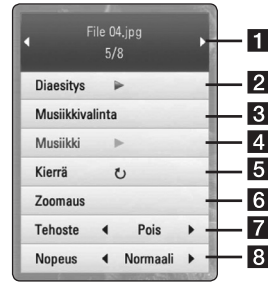 File 04.jpg 1
5/8
Diaesitys 2
Musiikkivalinta 3
Musiikki 4
Kierrä 5
Zoomaus 6
Tehoste Pois 7
Nopeus Normaali 8